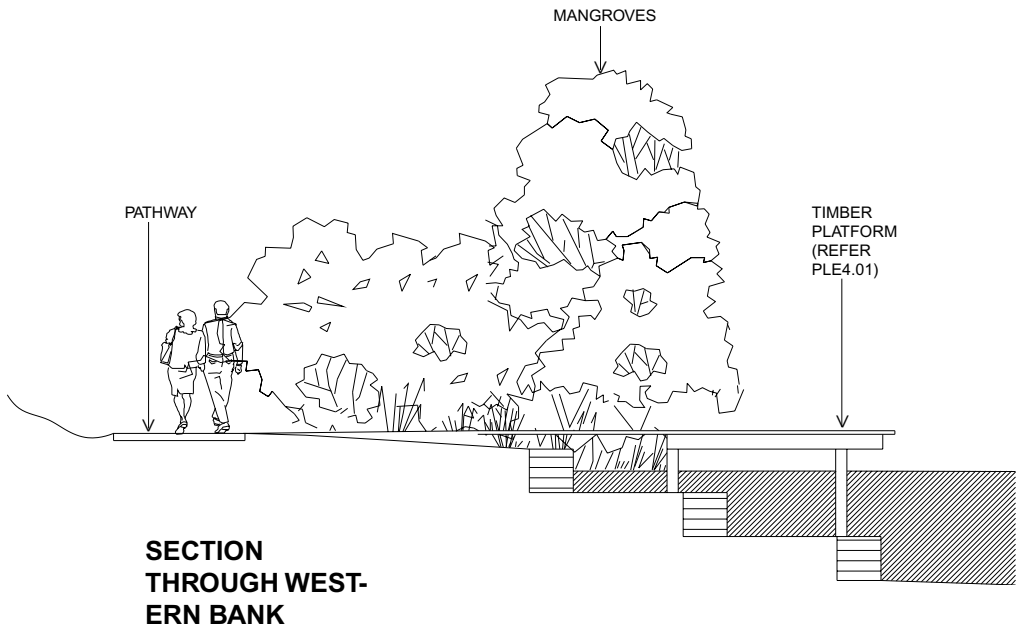 MANGROVES
PATHWAY
TIMBER
PLATFORM
(REFER
PLE4.01)
SECTION
THROUGH WEST-
ERN BANK